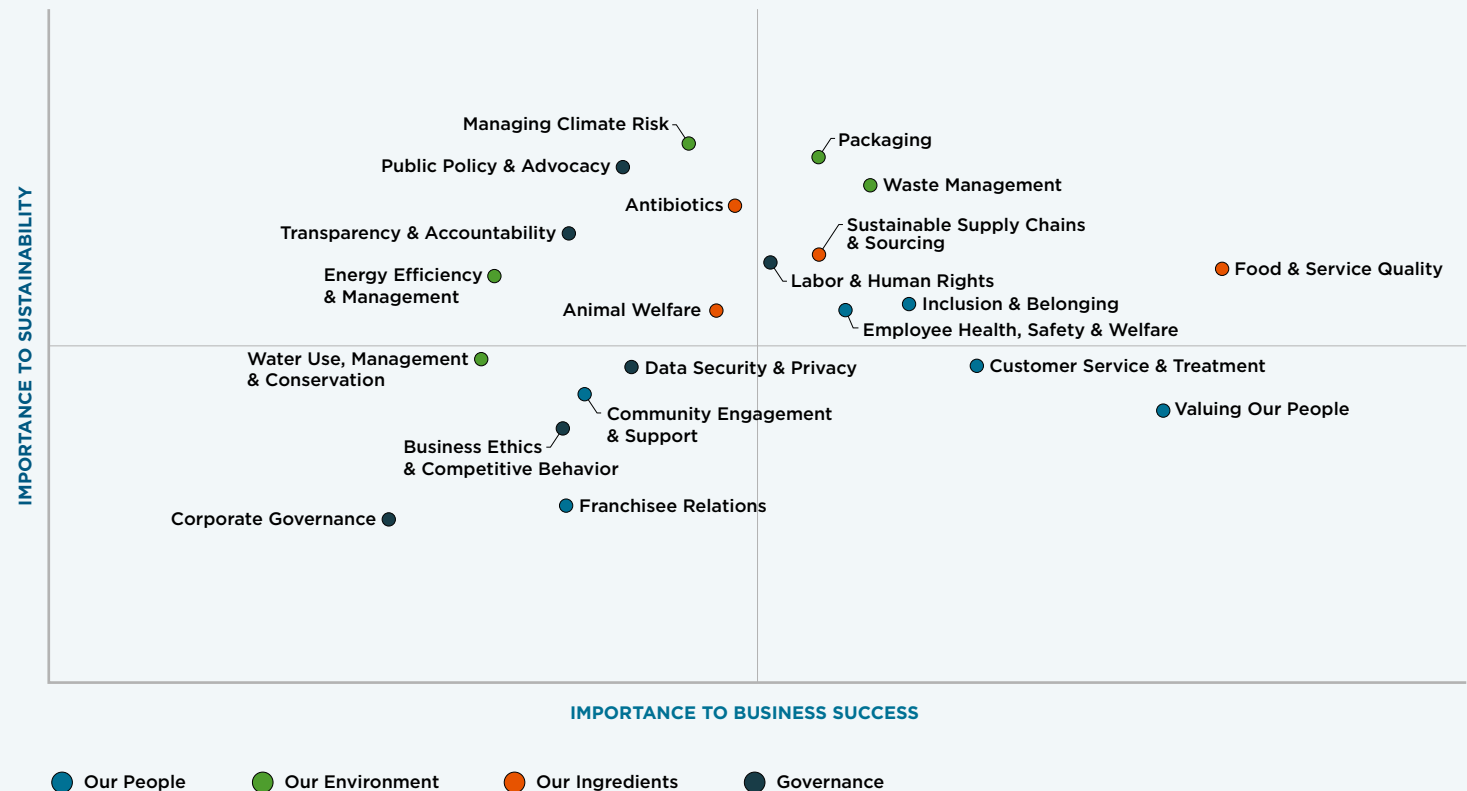 IMPORTANCE TO SUSTAINABILITY
Managing Climate Risk
Public Policy & Advocacy
Antibiotics
Transparency & Accountability
Energy Efficiency
& Management
Animal Welfare
Packaging
Waste Management
Sustainable Supply Chains
& Sourcing
Labor & Human Rights
Food & Service Quality
Inclusion & Belonging
Employee Health, Safety & Welfare
Water Use, Management
& Conservation
Data Security & Privacy
Community Engagement
& Support
Business Ethics
& Competitive Behavior
Franchisee Relations
Corporate Governance
Customer Service & Treatment
Valuing Our People
IMPORTANCE TO BUSINESS SUCCESS
Our People
Our Environment
Our Ingredients
Governance